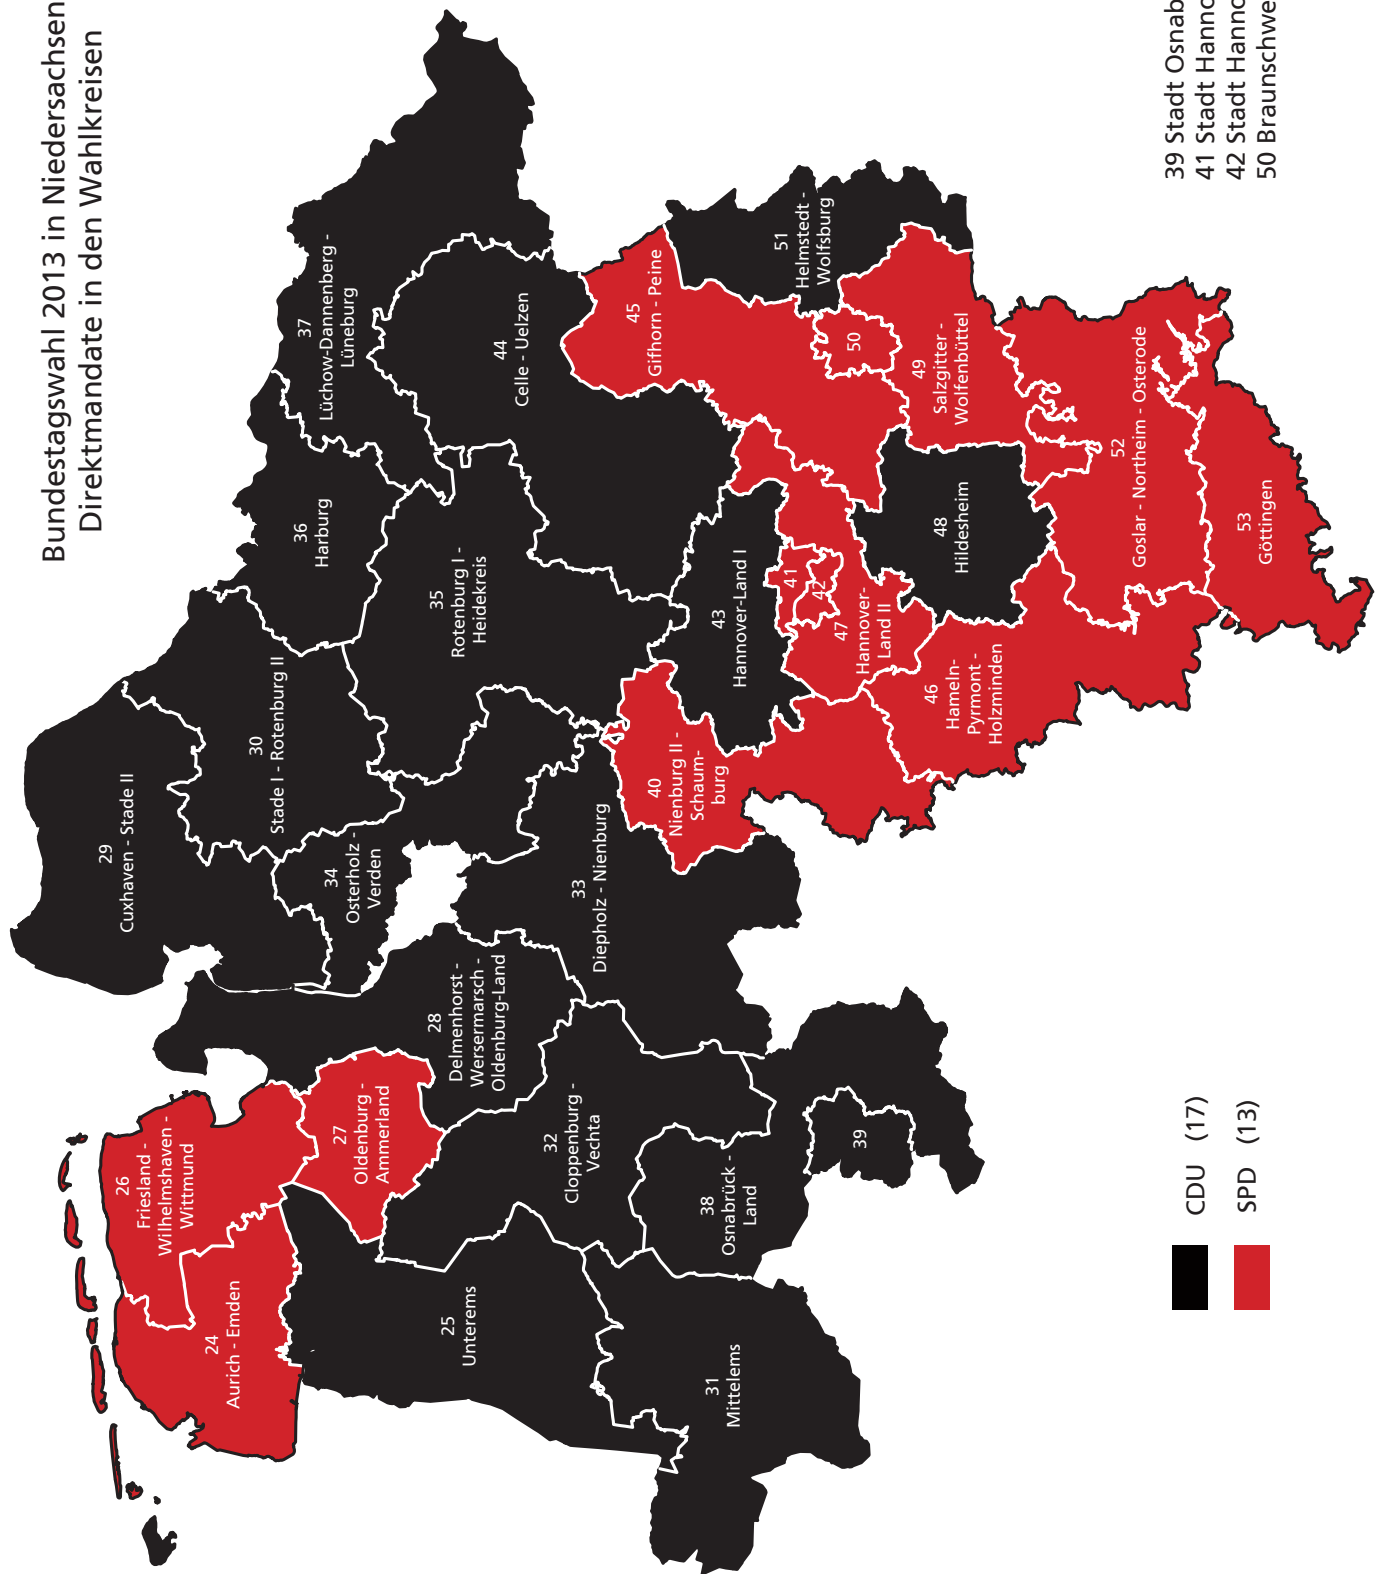 Bundestagswahl 2013 in Niedersachsen
Direktmandate in den Wahlkreisen
24
Aurich - Emden
25
Unterems
26
Friesland -
Wilhelmshaven -
Wittmund
27
Oldenburg -
Ammerland
28
Delmenhorst -
Wersermarsch -
Oldenburg-Land
29
Cuxhaven - Stade II
30
Stade I - Rotenburg II
31
Mittelems
32
Cloppenburg -
Vechta
33
Diepholz - Nienburg
34
Osterholz -
Verden
35
Rotenburg I -
Heidekreis
36
Harburg
37
Lüchow-Dannenberg -
Lüneburg
38
Osnabrück -
Land
39
40
Nienburg II -
Schaum-
burg
41
42
43
Hannover-Land I
44
Celle - Uelzen
45
Gifhorn - Peine
46
Hameln-
Pyrmont -
Holzminden
47
Hannover-
Land II
48
Hildesheim
49
Salzgitter -
Wolfenbüttel
50
51
Helmstedt -
Wolfsburg
52
Goslar - Northeim - Osterode
53
Göttingen
CDU (17)
SPD (13)
39 Stadt Osnab
41 Stadt Hanno
42 Stadt Hanno
50 Braunschwe